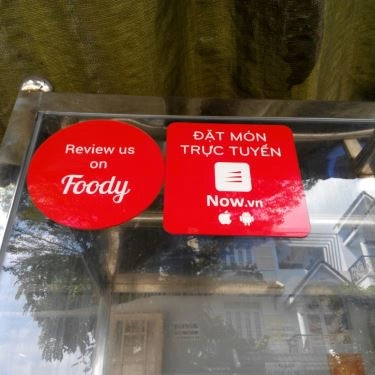 Review us
on
Foody
ĐẶT MÓN
TRỰC TUYẾN
Now.vn